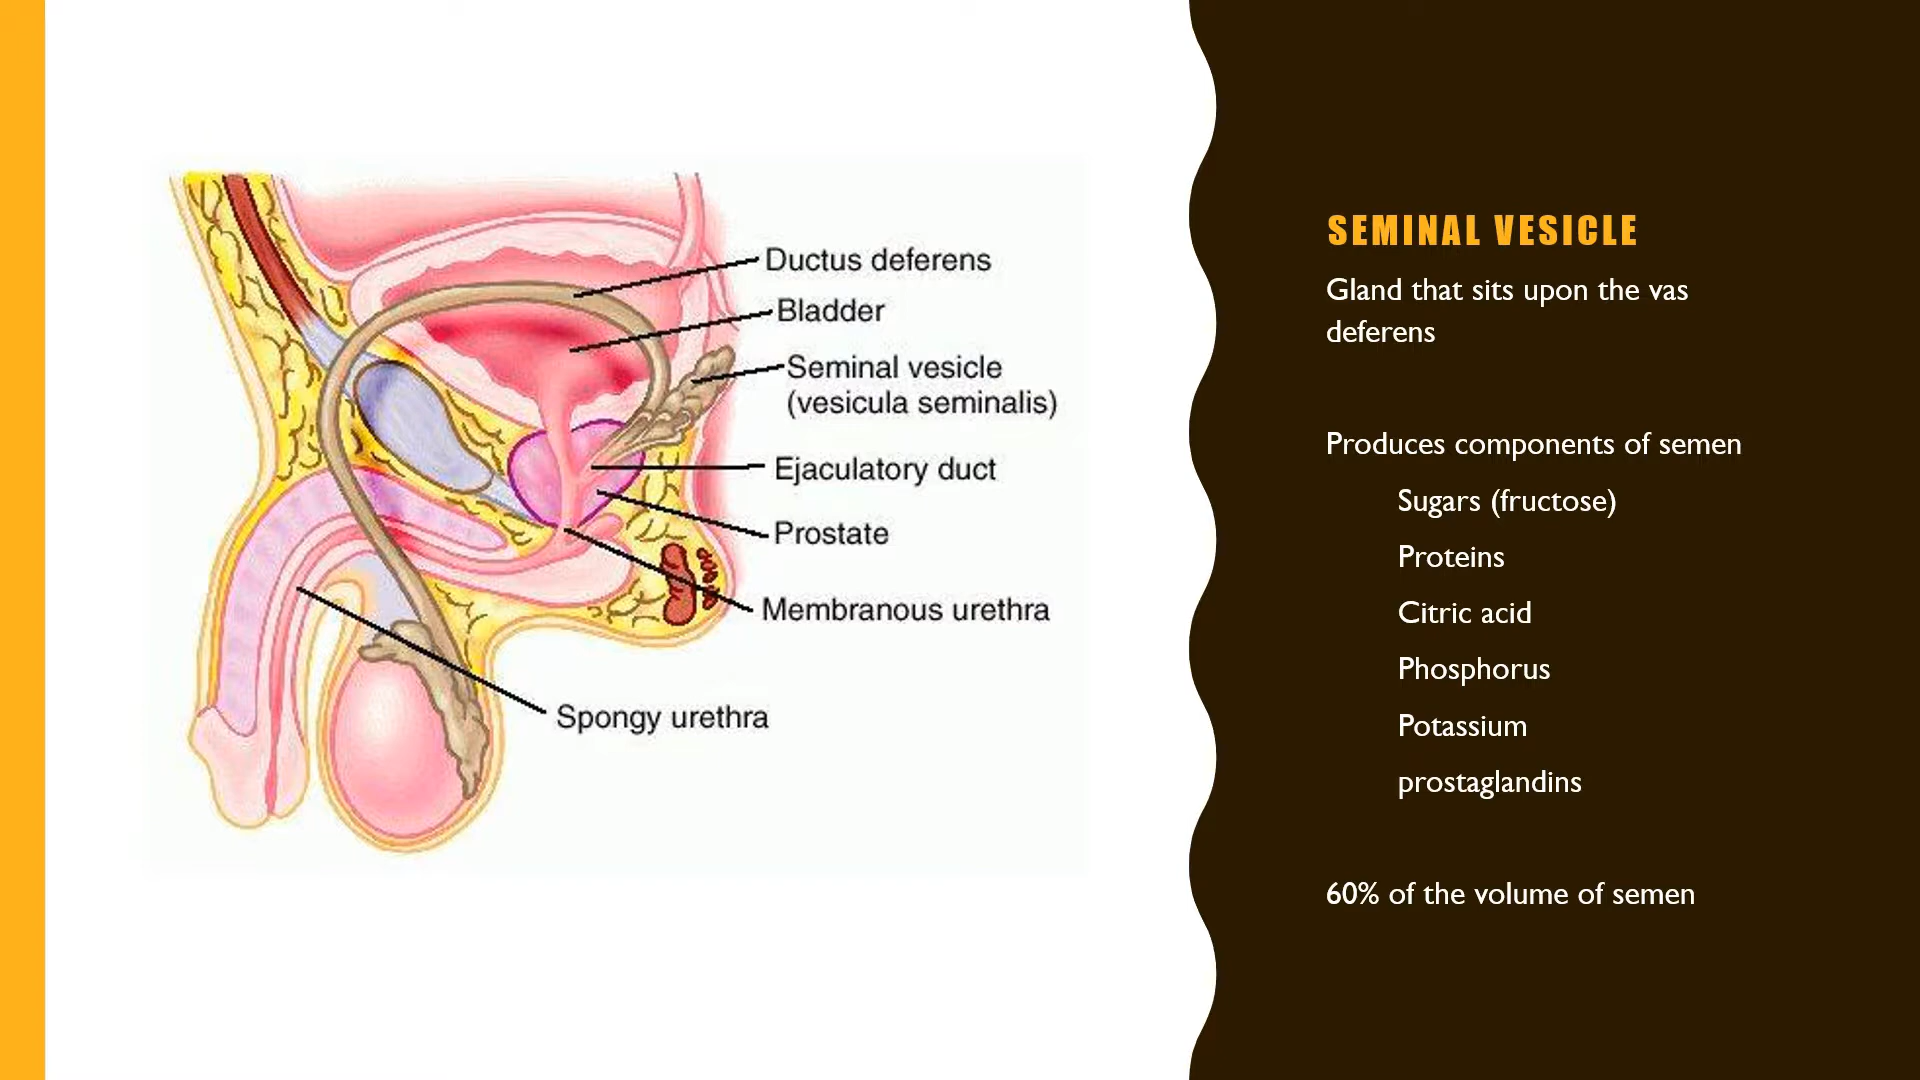 Ductus deferens
Bladder
Seminal vesicle
(vesicula seminalis)
Ejaculatory duct
Prostate
Membranous urethra
Spongy urethra
SEMINAL VESICLE
Gland that sits upon the vas
deferens
Produces components of semen
Sugars (fructose)
Proteins
Citric acid
Phosphorus
Potassium
prostaglandins
60% of the volume of semen